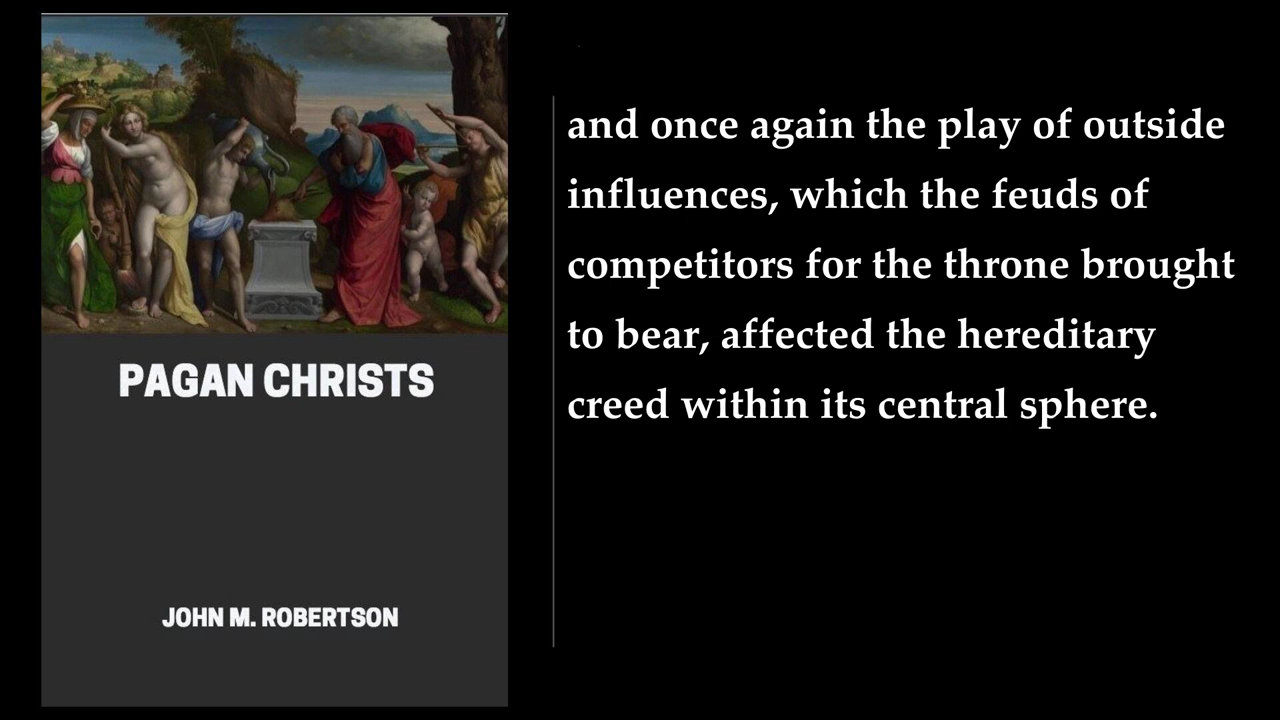 PAGAN CHRISTS
JOHN M. ROBERTSON
and once again the play of outside
influences, which the feuds of
competitors for the throne brought
to bear, affected the hereditary
creed within its central sphere.